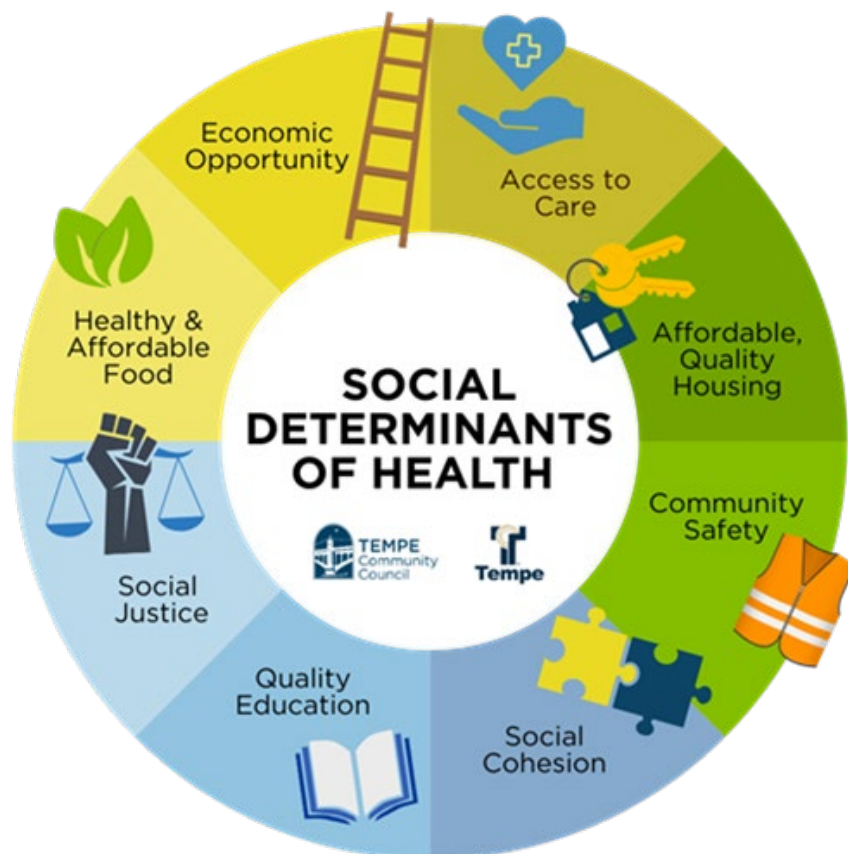 Economic
Opportunity
Access to
Care
Healthy &
Affordable
Food
Affordable,
Quality
Housing
SOCIAL
DETERMINANTS
OF HEALTH
TEMPE
Community
Council
Tempe
Community
Safety
Social
Justice
Quality
Education
Social
Cohesion